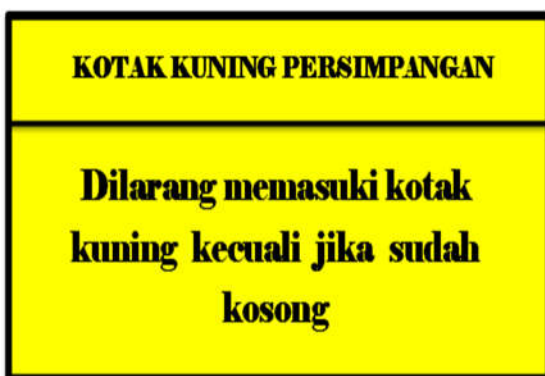 KOTAK KUNING PERSIMPANGAN
Dilarang memasuki kotak
kuning kecuali jika sudah
kosong